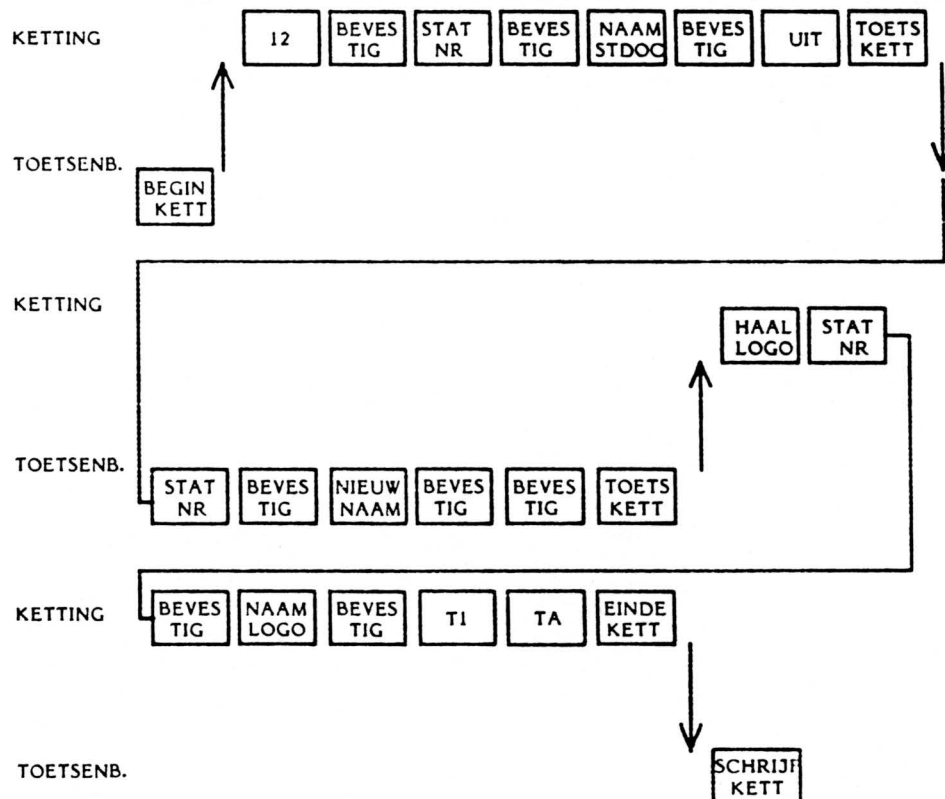 KETTING
12
BEVES
TIG
STAT
NR
BEVES
TIG
NAAM
STDOC
BEVES
TIG
UIT
TOETS
KETT
TOETSENB.
BEGIN
KETT
KETTING
HAAL
LOGO
STAT
NR
TOETSENB.
STAT
NR
BEVES
TIG
NIEUW
NAAM
BEVES
TIG
BEVES
TIG
TOETS
KETT
KETTING
BEVES
TIG
NAAM
LOGO
BEVES
TIG
T1
TA
EINDE
KETT
TOETSENB.
SCHRIJF
KETT